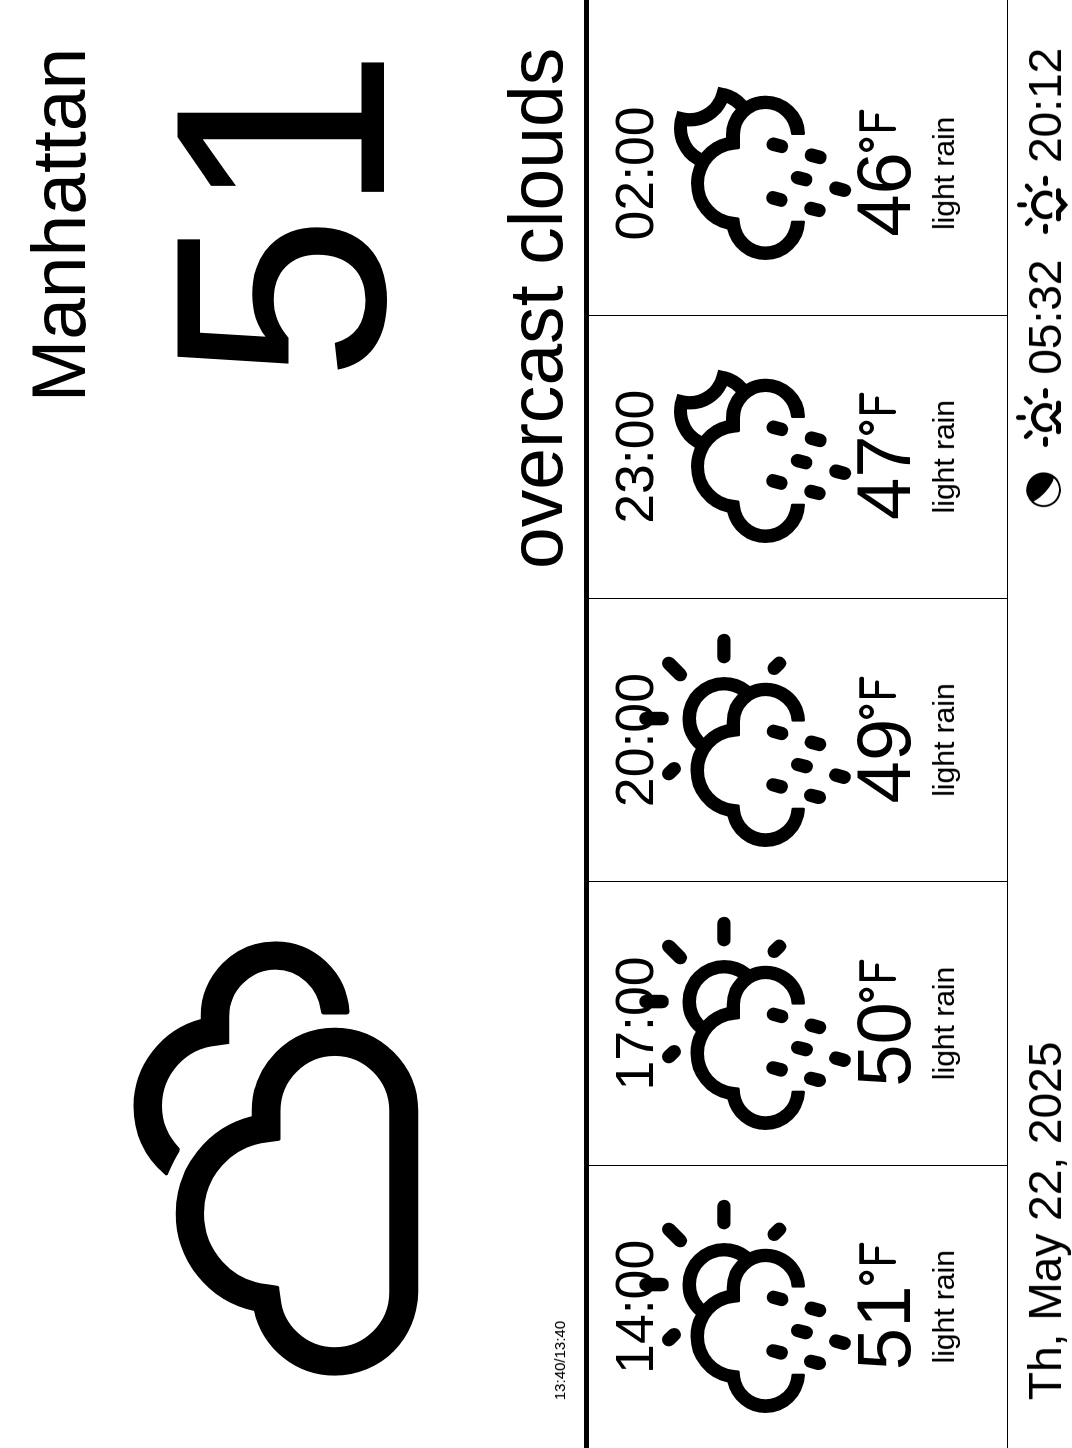 Manhattan
51
overcast clouds
13:40/13:40
14:00 17:00 20:00 23:00 02:00
51°F 50°F 49°F 47°F 46°F
light rain light rain light rain light rain light rain
Th, May 22, 2025 05:32 20:12